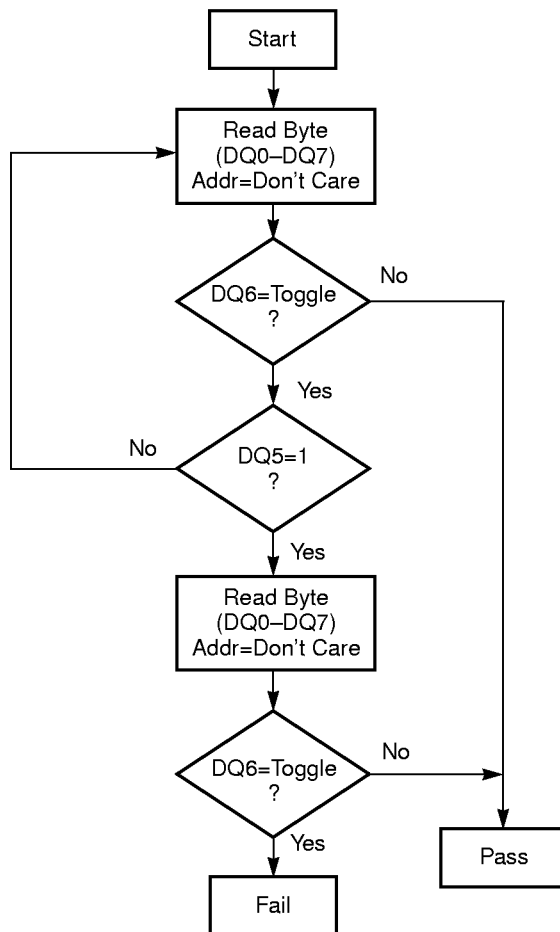 Start
Read Byte
(DQ0–DQ7)
Addr=Don't Care
DQ6=Toggle
?
No
Yes
DQ5=1
?
No
Yes
Read Byte
(DQ0–DQ7)
Addr=Don't Care
DQ6=Toggle
?
No
Yes
Pass
Fail